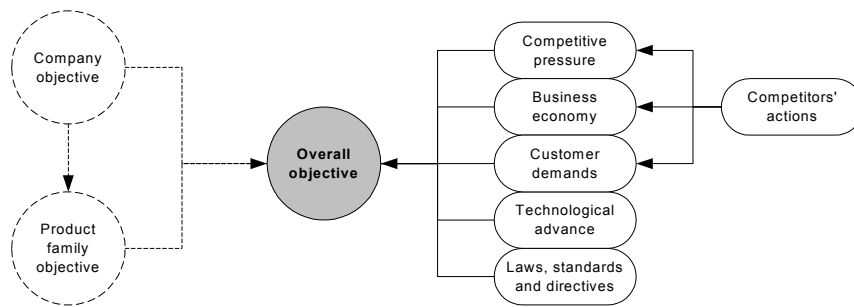 Company
objective
Product
family
objective
Overall
objective
Competitive
pressure
Business
economy
Customer
demands
Technological
advance
Laws, standards
and directives
Competitors'
actions